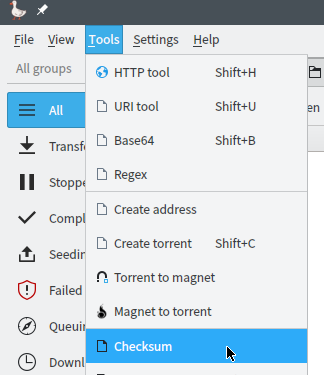 File View Tools Settings Help
All groups
HTTP tool Shift+H
All
URI tool Shift+U
en
Base64 Shift+B
Transf
Regex
Stoppe
Create address
Compl
Create torrent Shift+C
Seedin
Torrent to magnet
Failed
Magnet to torrent
Queuin
Checksum
Downl